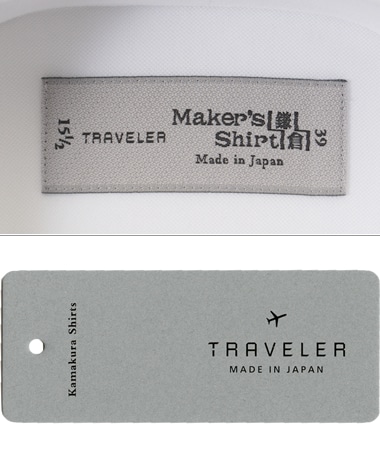 15½
TRAVELER
Maker's 鎌
Shirt 倉
Made in Japan
39
Kamakura Shirts
TRAVELER
MADE IN JAPAN